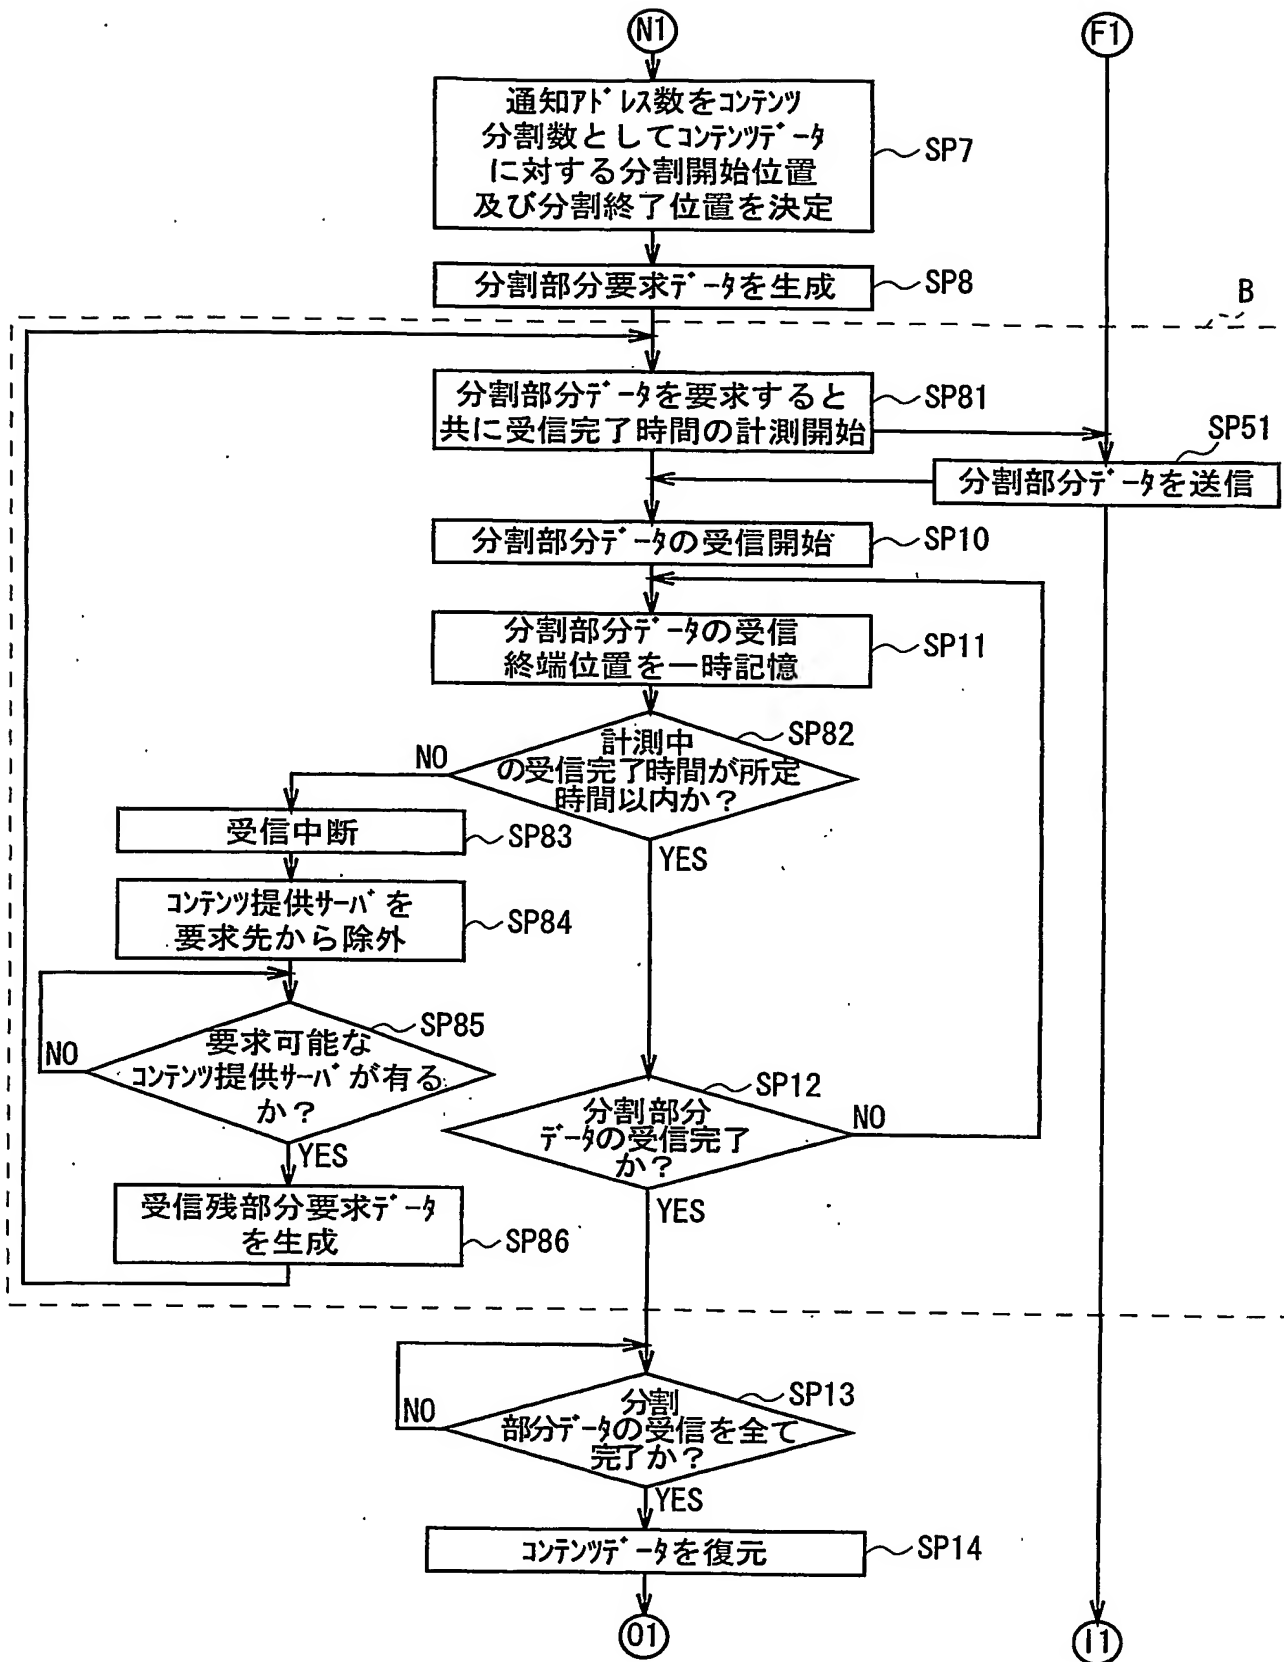 N1
F1
通知アドレス数をコンテンツ
分割数としてコンテンツデータ
に対する分割開始位置
及び分割終了位置を決定
SP7
分割部分要求データを生成
SP8
B
分割部分データを要求すると
共に受信完了時間の計測開始
SP81
SP51
分割部分データを送信
分割部分データの受信開始
SP10
分割部分データの受信
終端位置を一時記憶
SP11
計測中
の受信完了時間が所定
時間以内か?
SP82
NO
YES
受信中断
SP83
コンテンツ提供サーバを
要求先から除外
SP84
要求可能な
コンテンツ提供サーバが有る
か?
SP85
NO
YES
分割部分
データの受信完了
か?
SP12
NO
YES
受信残部分要求データ
を生成
SP86
分割
部分データの受信を全て
完了か?
SP13
NO
YES
コンテンツデータを復元
SP14
O1
I1